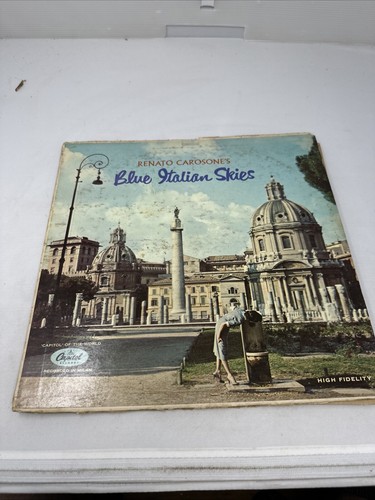 RENATO CAROSONE'S
Blue Italian Skies
CAPITOL OF THE WORLD
Capitol
HIGH FIDELITY